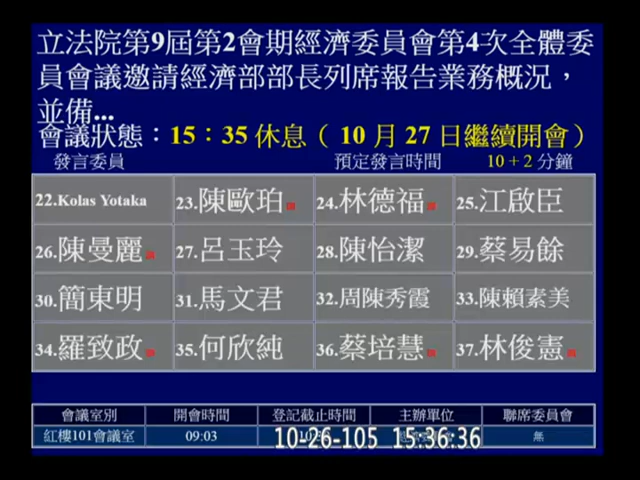 立法院第9屆第2會期經濟委員會第4次全體委
員會議邀請經濟部部長列席報告業務概況，
並備...
會議狀態：15：35休息（10月27日繼續開會）
發言委員 預定發言時間 10+2 分鐘
22.Kolas Yotaka 23.陳歐珀 24.林德福 25.江啟臣
26.陳曼麗 27.呂玉玲 28.陳怡潔 29.蔡易餘
30.簡東明 31.馬文君 32.周陳秀霞 33.陳賴素美
34.羅致政 35.何欣純 36.蔡培慧 37.林俊憲
會議室別 開會時間 登記截止時間 主辦單位 聯席委員會
紅樓101會議室 09:03 無
10-26-105 15:36:36